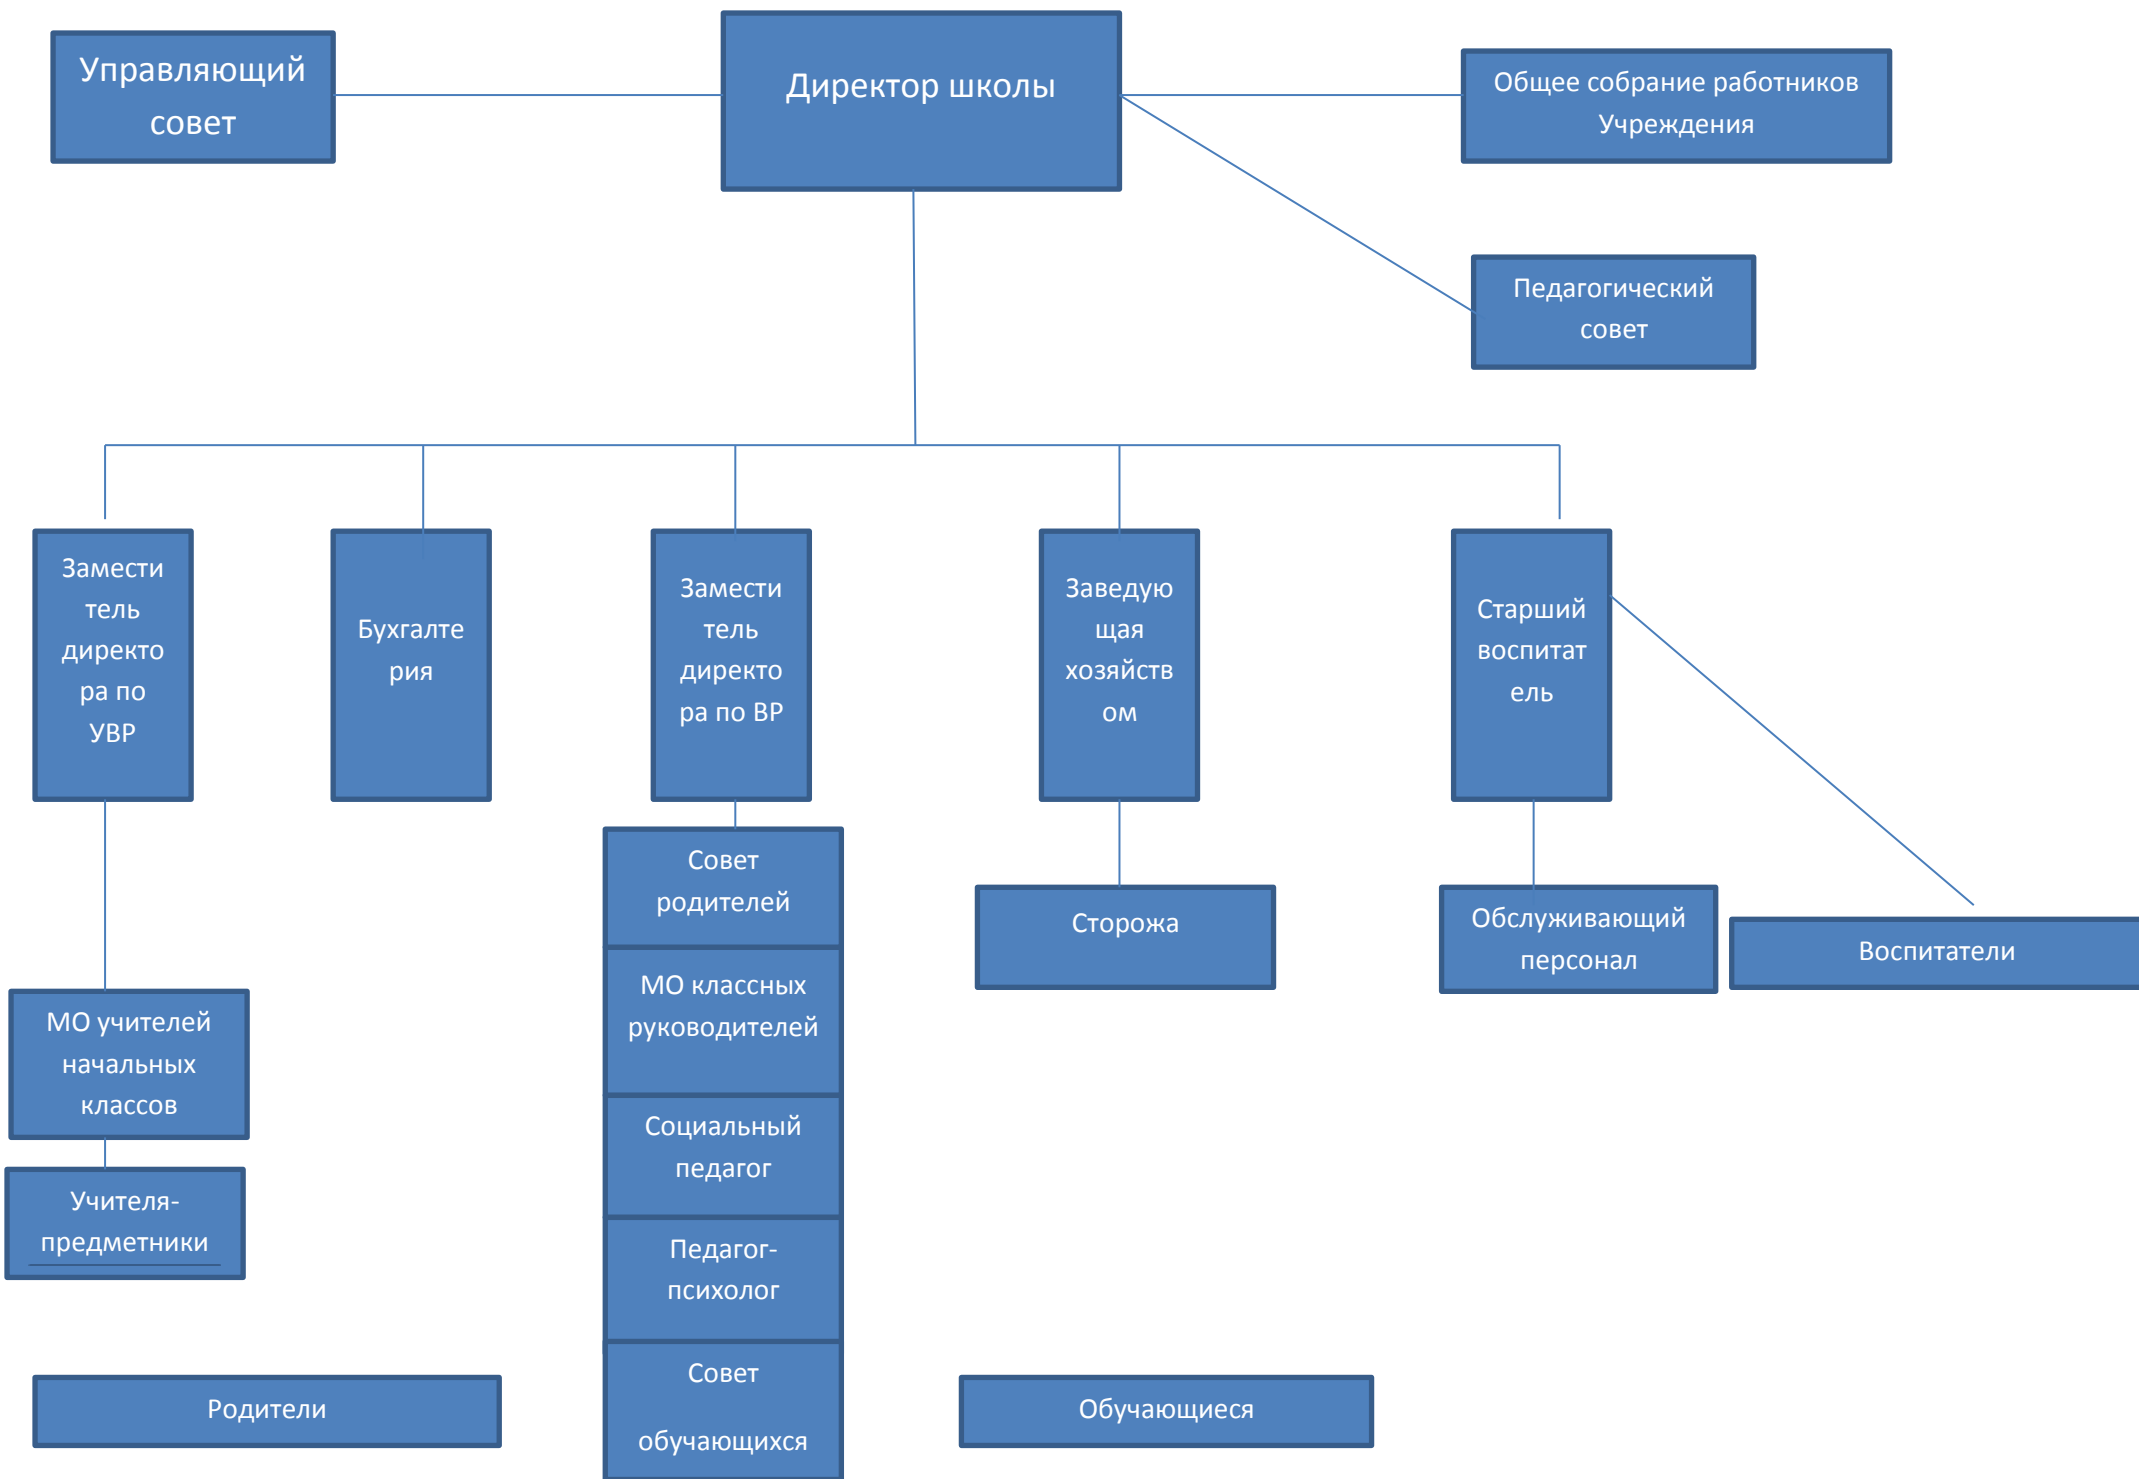 Управляющий
совет
Директор школы
Общее собрание работников
Учреждения
Педагогический
совет
Замести
тель
директо
ра по
УВР
Бухгалте
рия
Замести
тель
директо
ра по ВР
Заведую
щая
хозяйств
ом
Старший
воспитат
ель
Совет
родителей
МО классных
руководителей
Социальный
педагог
Педагог-
психолог
Совет
обучающихся
Сторожа
Обслуживающий
персонал
Воспитатели
МО учителей
начальных
классов
Учителя-
предметники
Родители
Обучающиеся